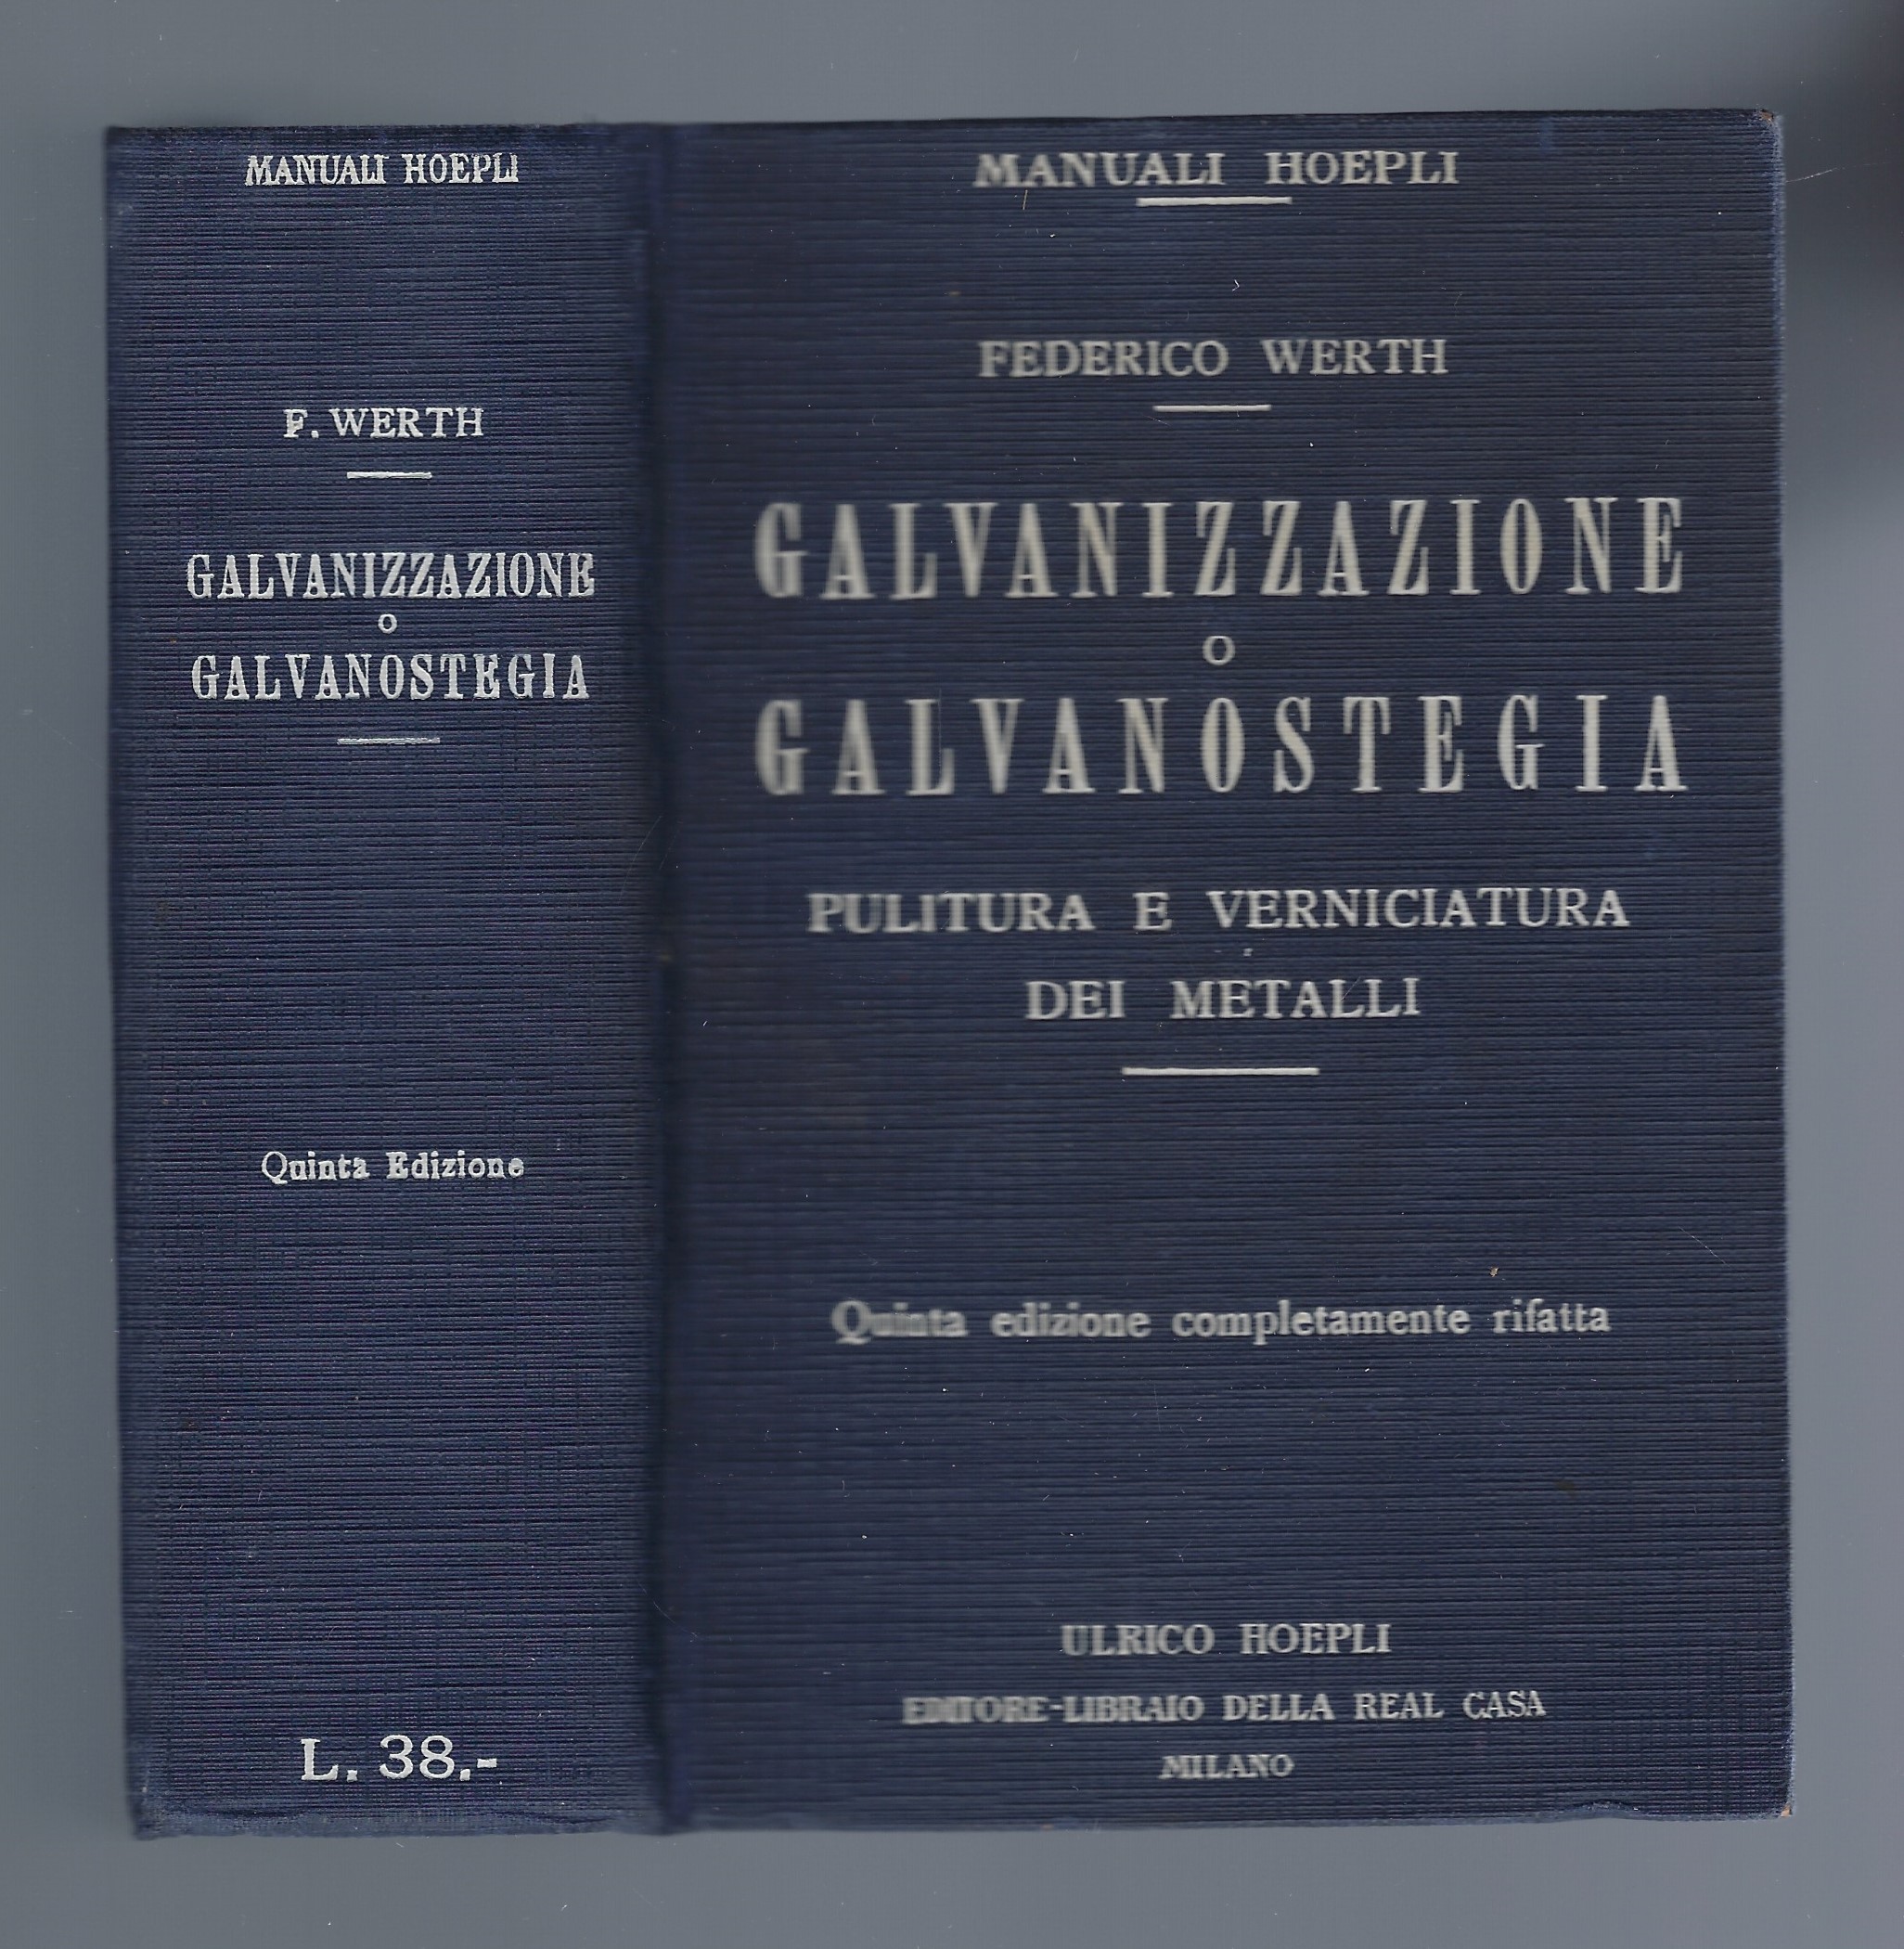 MANUALI HOEPLI
F. WERTH
GALVANIZZAZIONE
O
GALVANOSTEGIA
Quinta Edizione
L. 38.-
MANUALI HOEPLI
FEDERICO WERTH
GALVANIZZAZIONE
O
GALVANOSTEGIA
PULITURA E VERNICIATURA
DEI METALLI
Quinta edizione completamente rifatta
ULRICO HOEPLI
EDITORE-LIBRAIO DELLA REAL CASA
MILANO